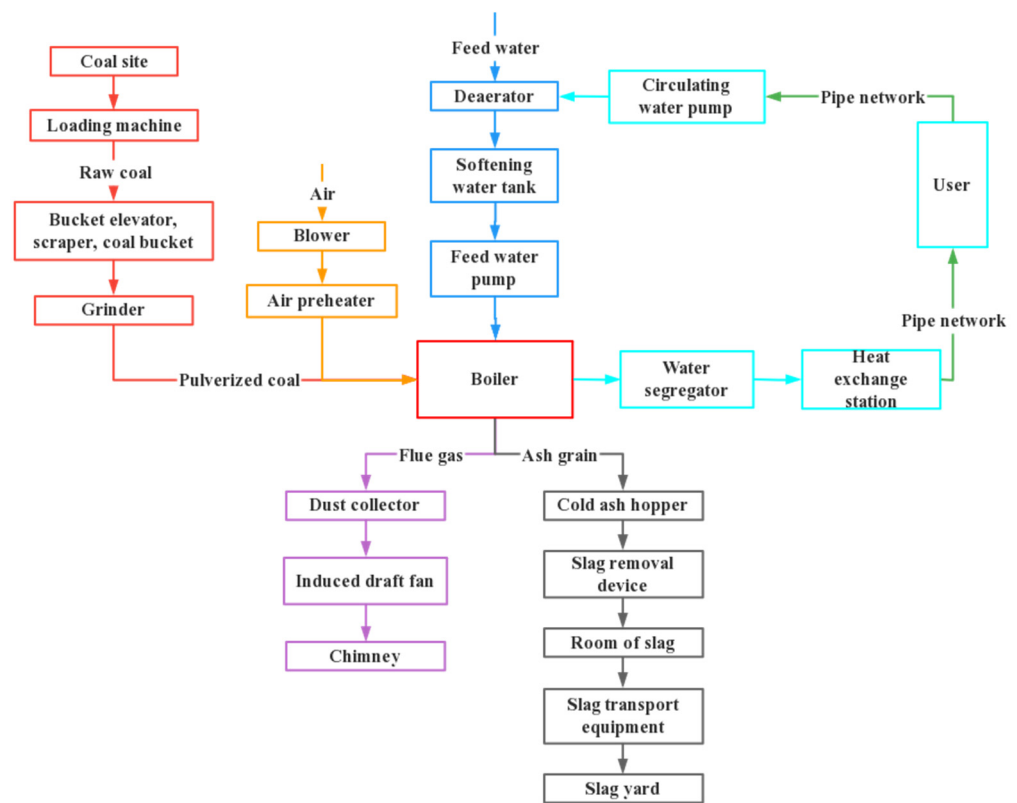 Feed water
Coal site
Deaerator
Circulating
water pump
Pipe network
Loading machine
Raw coal
Softening
water tank
User
Air
Bucket elevator,
scraper, coal bucket
Blower
Feed water
pump
Air preheater
Grinder
Pipe network
Pulverized coal
Boiler
Water
segregator
Heat
exchange
station
Flue gas
Ash grain
Dust collector
Cold ash hopper
Induced draft fan
Slag removal
device
Chimney
Room of slag
Slag transport
equipment
Slag yard